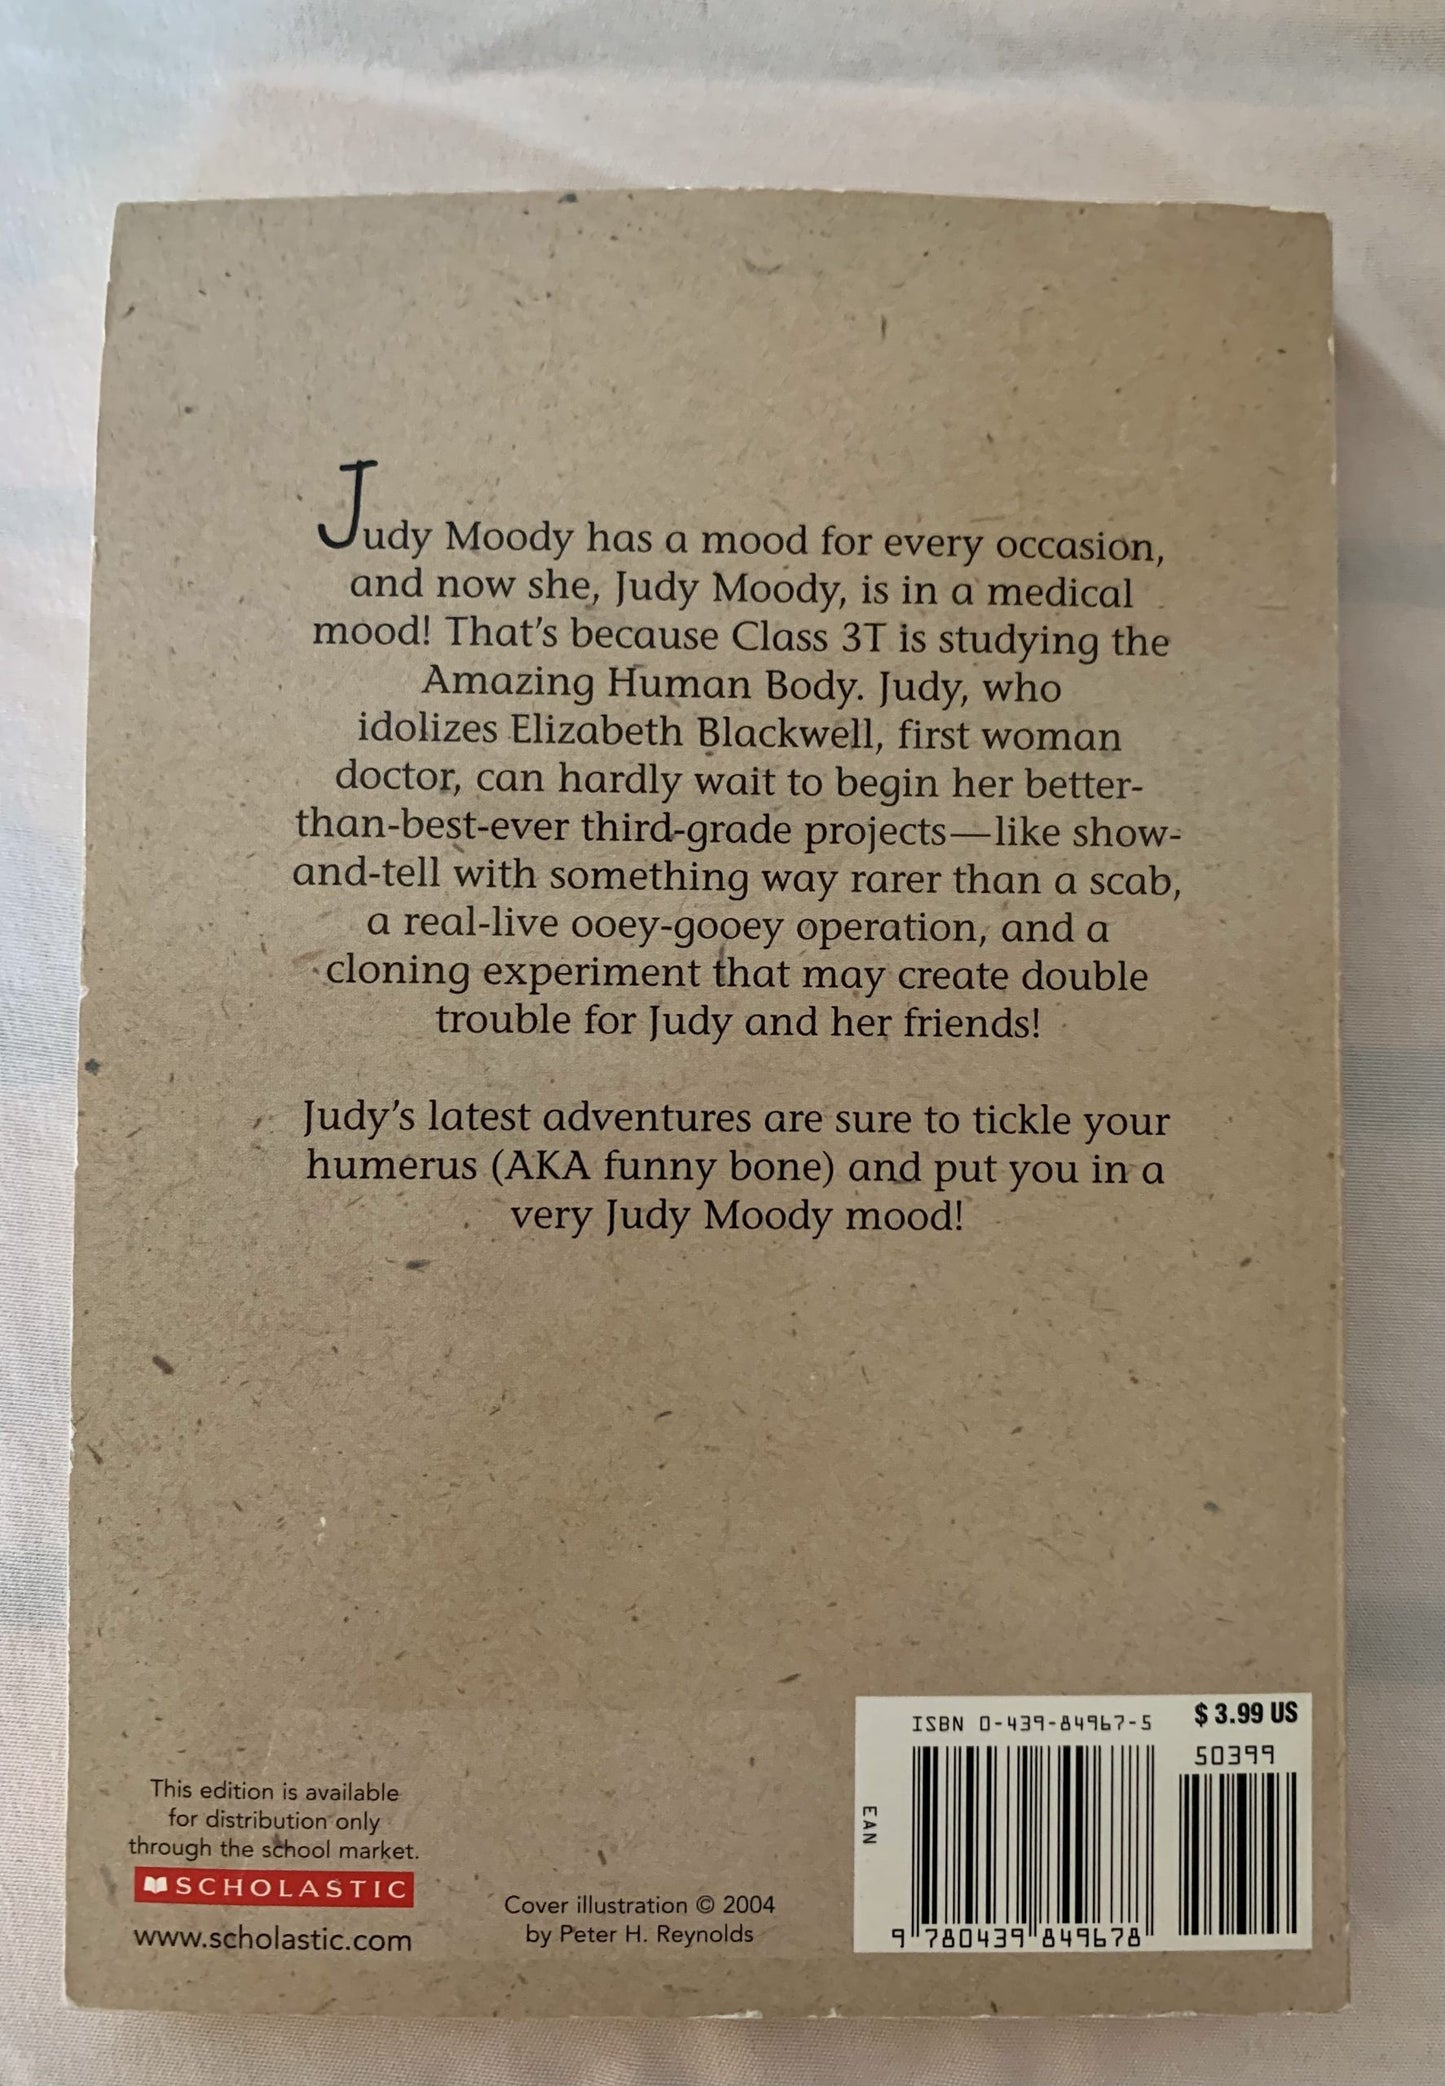 Judy Moody has a mood for every occasion,
and now she, Judy Moody, is in a medical
mood! That's because Class 3T is studying the
Amazing Human Body. Judy, who
idolizes Elizabeth Blackwell, first woman
doctor, can hardly wait to begin her better-
than-best-ever third-grade projects—like show-
and-tell with something way rarer than a scab,
a real-live ooey-gooey operation, and a
cloning experiment that may create double
trouble for Judy and her friends!
Judy's latest adventures are sure to tickle your
humerus (AKA funny bone) and put you in a
very Judy Moody mood!
This edition is available
for distribution only
through the school market.
SCHOLASTIC
www.scholastic.com
Cover illustration © 2004
by Peter H. Reynolds
ISBN 0-439-84967-5
$ 3.99 US
50399
EAN
9 780439 849678